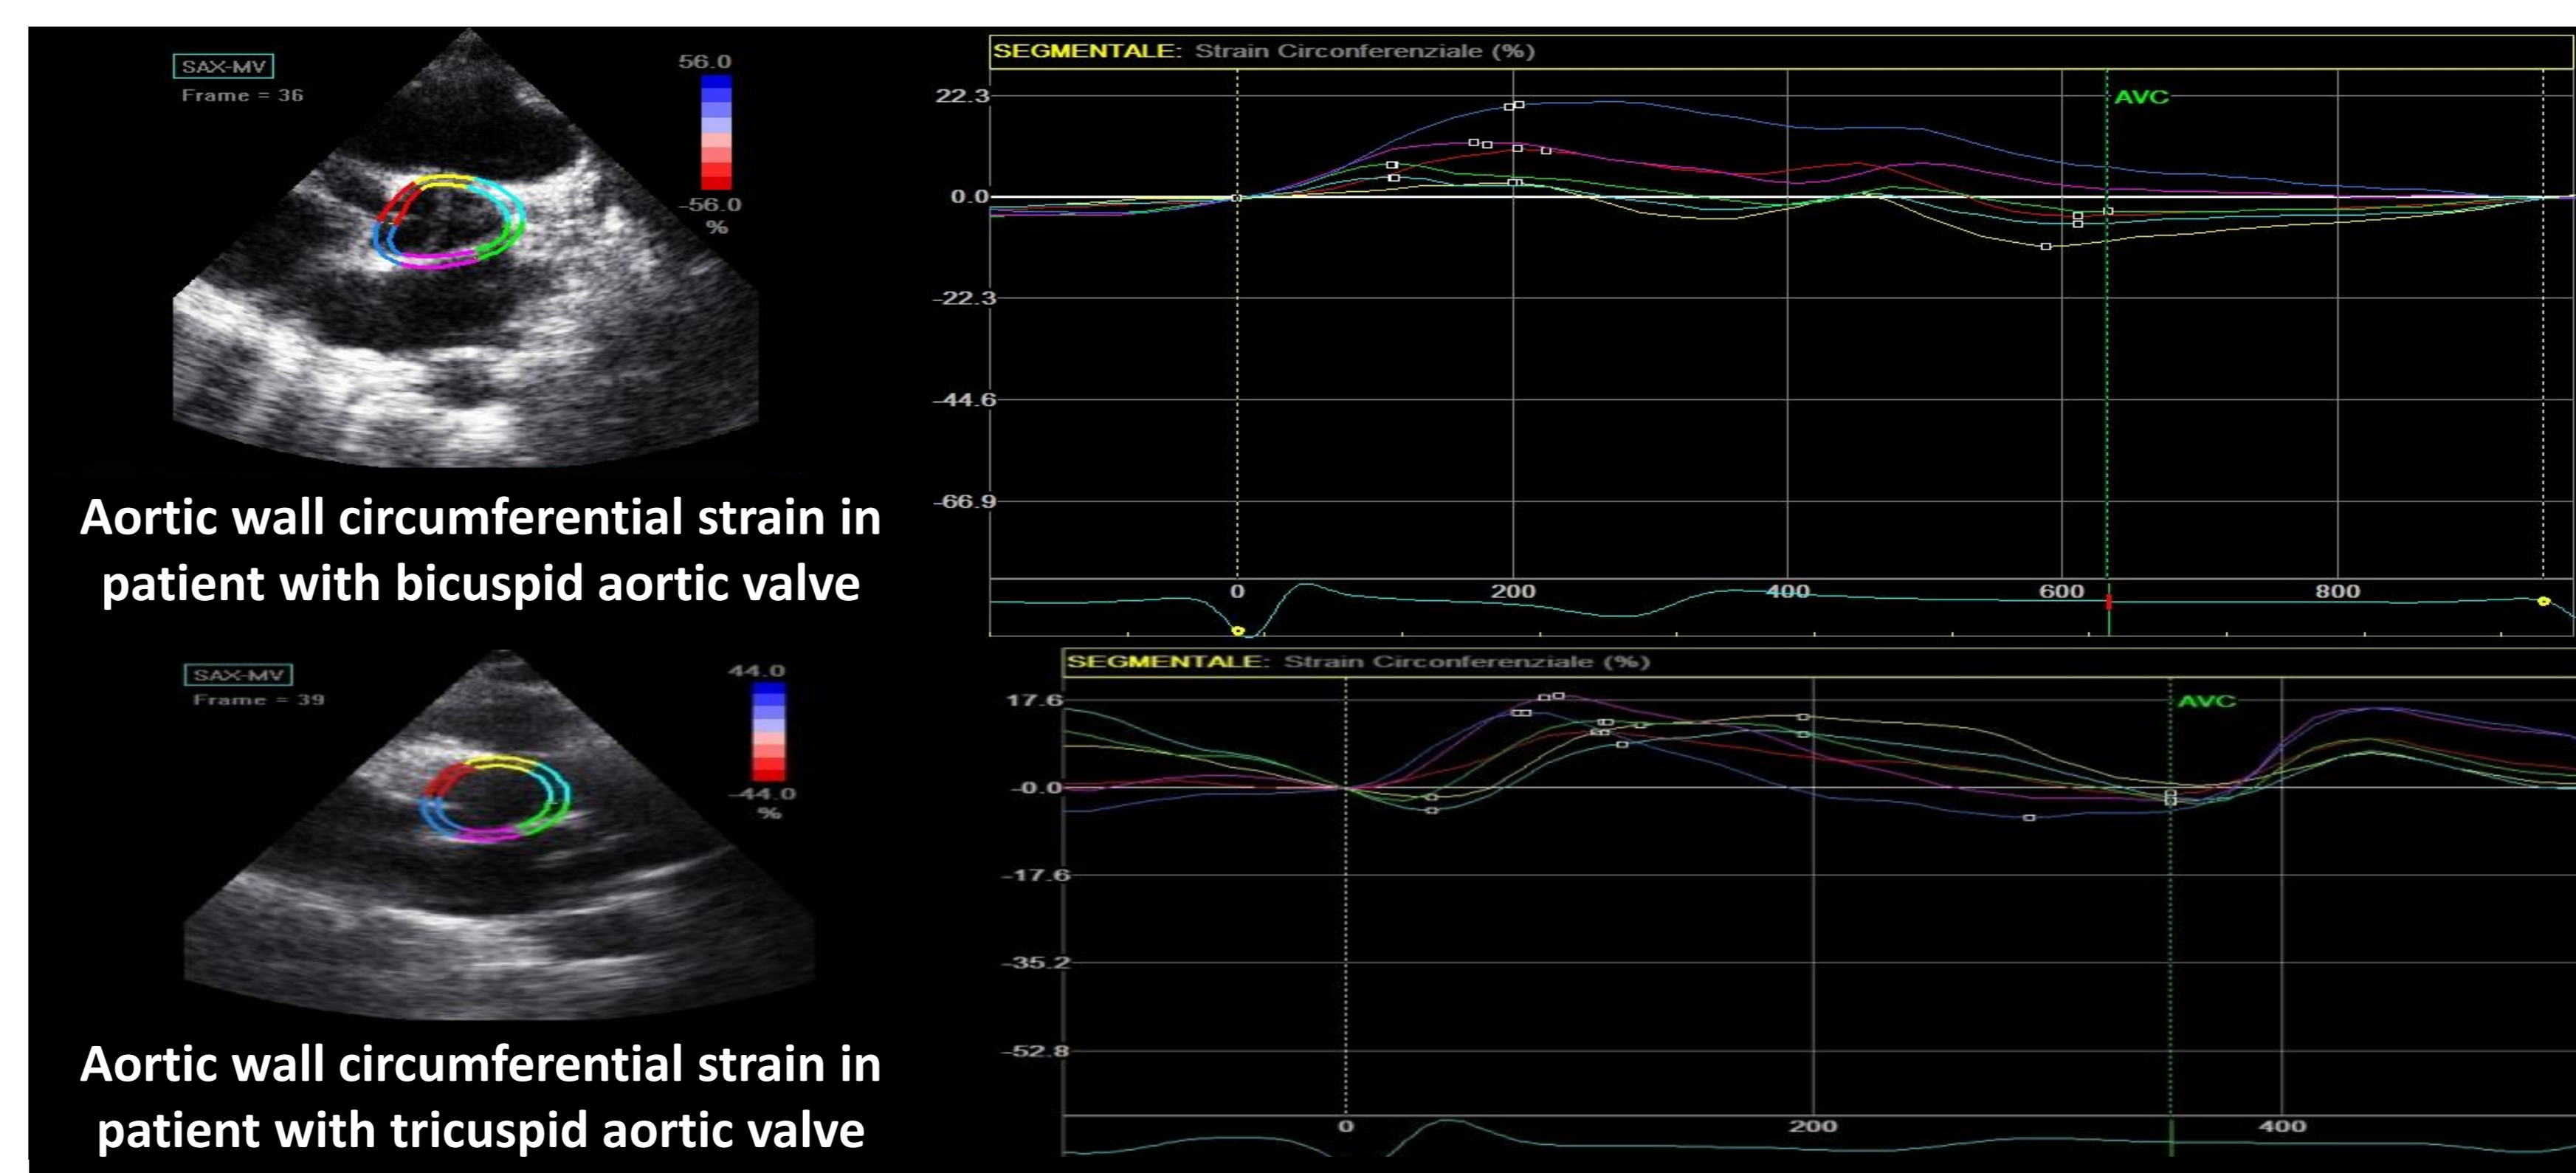 SAX-MV
Frame = 36
56.0
-56.0
%
SEGMENTALE: Strain Circonferenziale (%)
22.3
0.0
-22.3
-44.6
-66.9
AVC
0 200 400 600 800
Aortic wall circumferential strain in
patient with bicuspid aortic valve
SAX-MV
Frame = 39
44.0
-44.0
%
SEGMENTALE: Strain Circonferenziale (%)
17.6
-0.0
-17.6
-35.2
-52.8
AVC
0 200 400
Aortic wall circumferential strain in
patient with tricuspid aortic valve